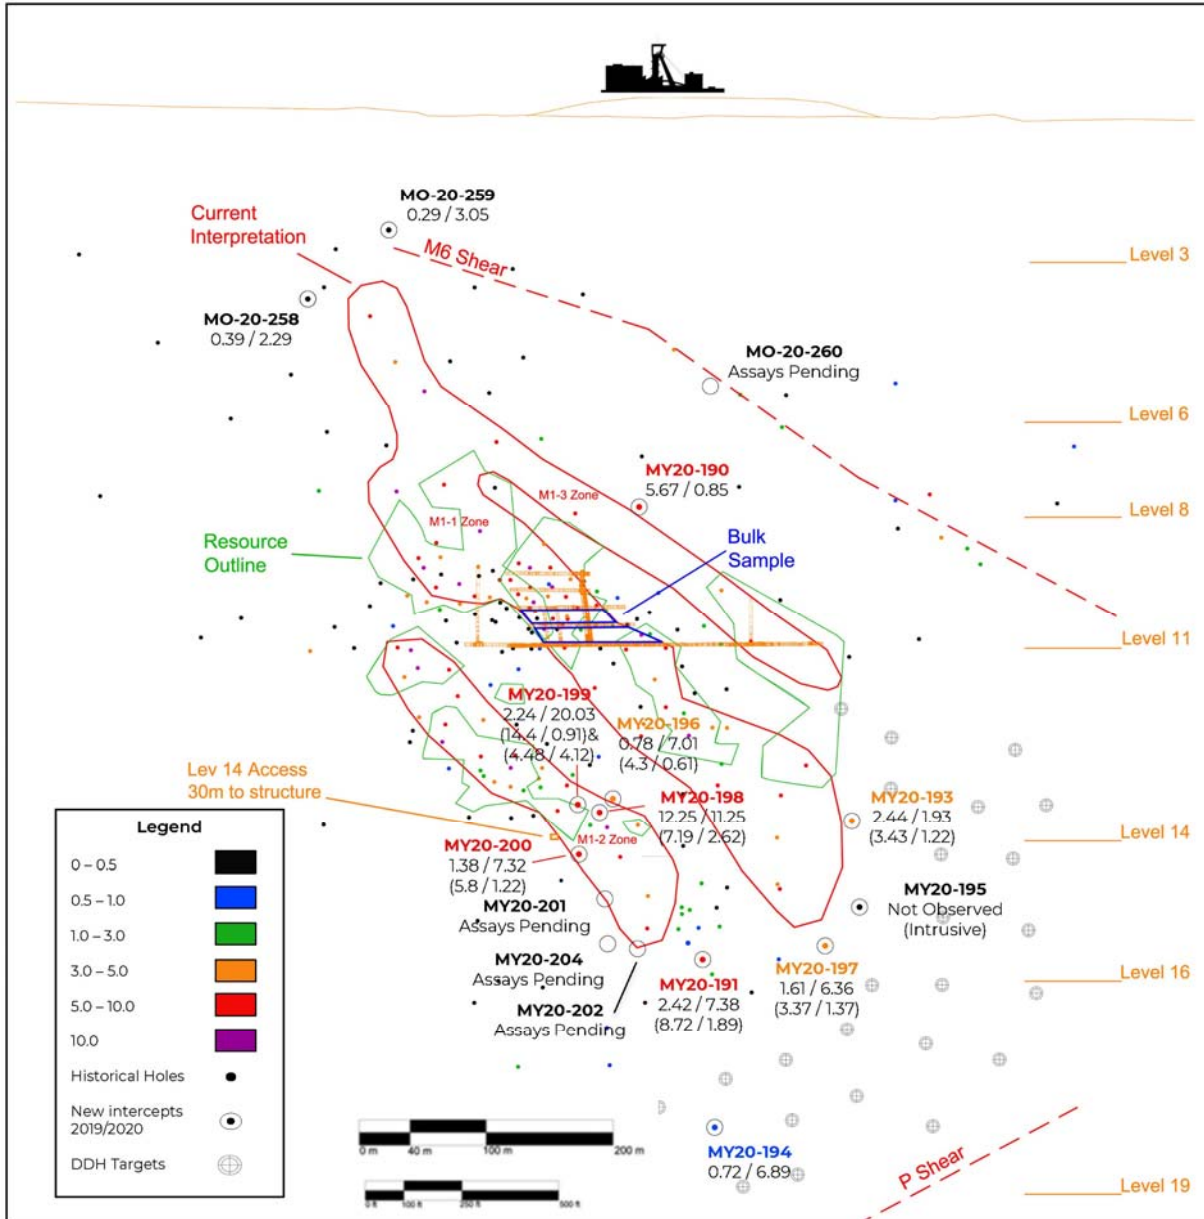 MO-20-259
0.29 / 3.05
Current
Interpretation
M6 Shear
Level 3
MO-20-258
0.39 / 2.29
MO-20-260
Assays Pending
Level 6
MY20-190
5.67 / 0.85
M1-3 Zone
M1-1 Zone
Level 8
Resource
Outline
Bulk
Sample
Level 11
MY20-199
2.24 / 20.03
(14.4 / 0.91)&
(4.48 / 4.12)
MY20-196
0.78 / 7.01
(4.3 / 0.61)
Lev 14 Access
30m to structure
MY20-198
12.25 / 11.25
(7.19 / 2.62)
MY20-193
2.44 / 1.93
(3.43 / 1.22)
Level 14
M1-2 Zone
MY20-200
1.38 / 7.32
(5.8 / 1.22)
MY20-195
Not Observed
(Intrusive)
MY20-201
Assays Pending
MY20-204
Assays Pending
MY20-202
Assays Pending
MY20-191
2.42 / 7.38
(8.72 / 1.89)
MY20-197
1.61 / 6.36
(3.37 / 1.37)
Level 16
Legend
0 – 0.5
0.5 – 1.0
1.0 – 3.0
3.0 – 5.0
5.0 – 10.0
10.0
Historical Holes
New intercepts
2019/2020
DDH Targets
0 m 40 m 100 m 200 m
0 ft 100 ft 250 ft 500 ft
MY20-194
0.72 / 6.89
P Shear
Level 19